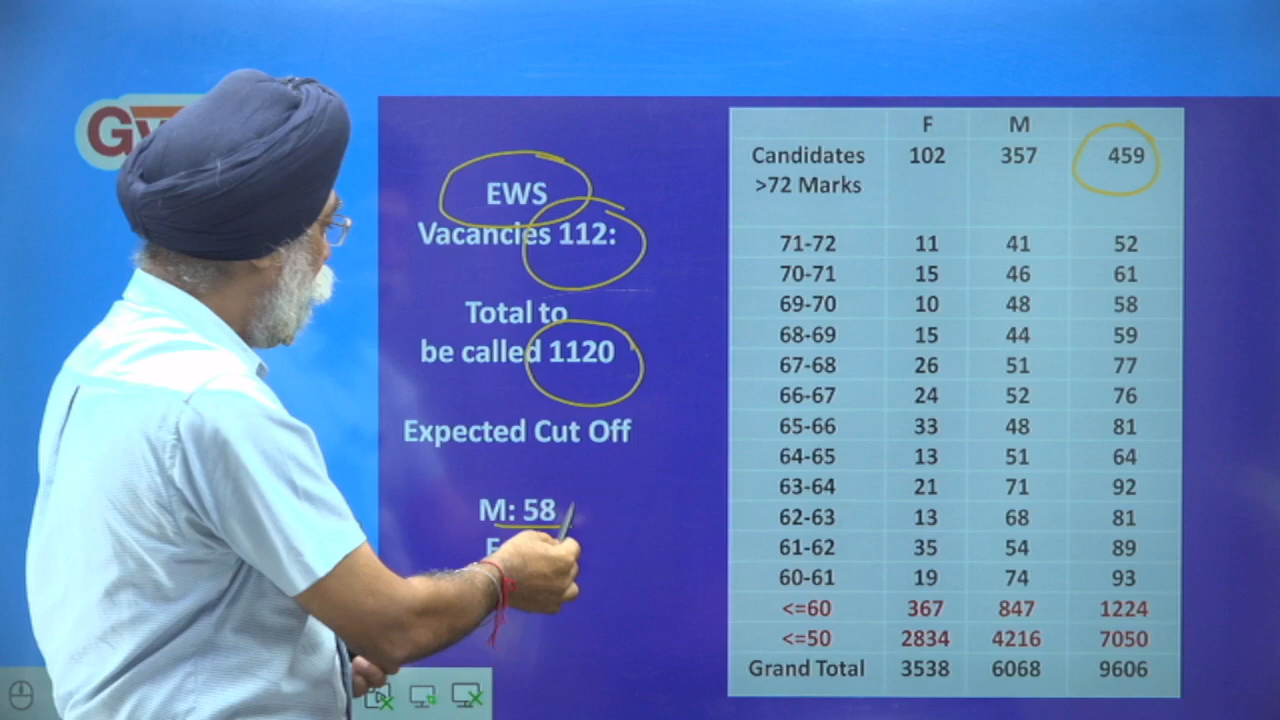 EWS
Vacancies 112:
Total to
be called 1120
Expected Cut Off
M: 58
F M
Candidates 102 357 459
>72 Marks
71-72 11 41 52
70-71 15 46 61
69-70 10 48 58
68-69 15 44 59
67-68 26 51 77
66-67 24 52 76
65-66 33 48 81
64-65 13 51 64
63-64 21 71 92
62-63 13 68 81
61-62 35 54 89
60-61 19 74 93
<=60 367 847 1224
<=50 2834 4216 7050
Grand Total 3538 6068 9606